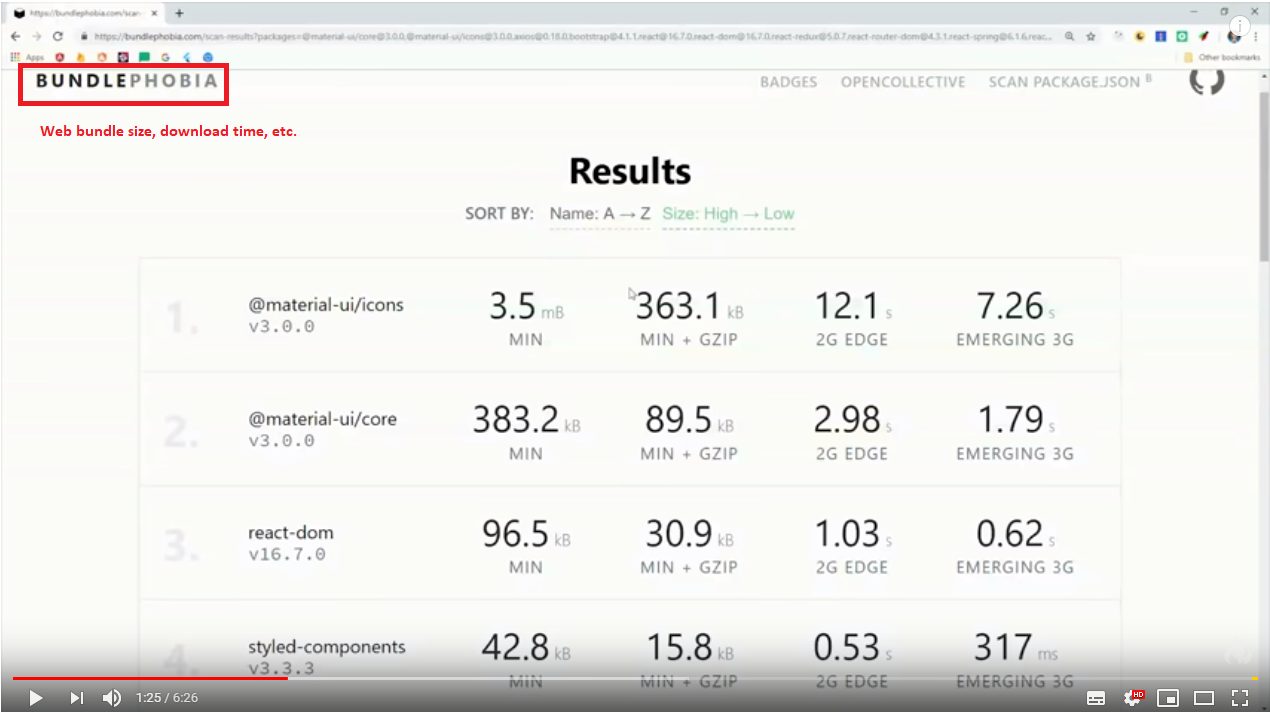 https://bundlephobia.com/scan-
https://bundlephobia.com/scan-results?packages=@material-ui/core@3.0.0,@material-ui/icons@3.0.0,axios@0.18.0,bootstrap@4.1.1,react@16.7.0,react-dom@16.7.0,react-redux@5.0.7,react-router-dom@4.3.1,react-spring@6.1.6,reac...
Apps
Other bookmarks
BUNDLEPHOBIA
BADGES OPENCOLLECTIVE SCAN PACKAGE.JSON β
Web bundle size, download time, etc.
Results
SORT BY: Name: A → Z Size: High → Low
1.
@material-ui/icons
v3.0.0
3.5 mB
MIN
363.1 kB
MIN + GZIP
12.1 s
2G EDGE
7.26 s
EMERGING 3G
2.
@material-ui/core
v3.0.0
383.2 kB
MIN
89.5 kB
MIN + GZIP
2.98 s
2G EDGE
1.79 s
EMERGING 3G
3.
react-dom
v16.7.0
96.5 kB
MIN
30.9 kB
MIN + GZIP
1.03 s
2G EDGE
0.62 s
EMERGING 3G
4.
styled-components
v3.3.3
42.8 kB
MIN
15.8 kB
MIN + GZIP
0.53 s
2G EDGE
317 ms
EMERGING 3G
1:25 / 6:26
HD